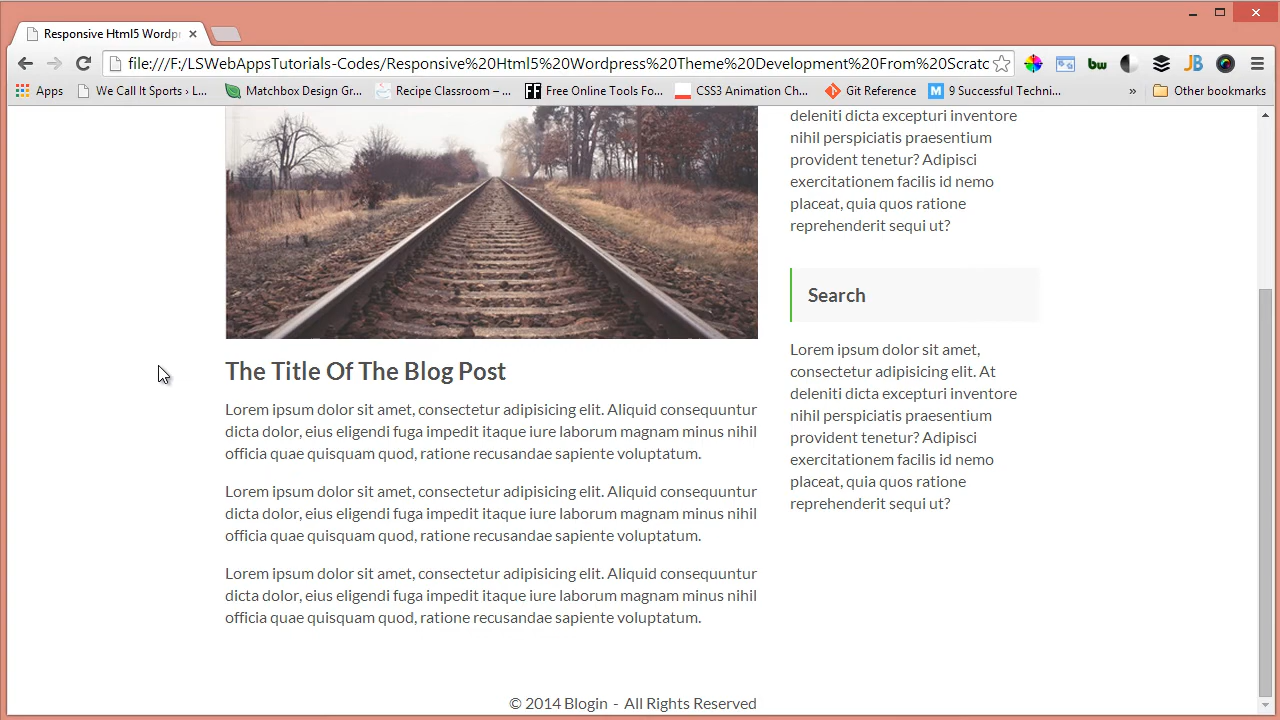 Responsive Html5 Wordp
file:///F:/LSWebAppsTutorials-Codes/Responsive%20Html5%20Wordpress%20Theme%20Development%20From%20Scratc
bw
JB
Apps
We Call It Sports › L...
Matchbox Design Gr...
Recipe Classroom – ...
FF
Free Online Tools Fo...
CSS3 Animation Ch...
Git Reference
M
9 Successful Techni...
»
Other bookmarks
deleniti dicta excepturi inventore
nihil perspiciatis praesentium
provident tenetur? Adipisci
exercitationem facilis id nemo
placeat, quia quos ratione
reprehenderit sequi ut?
Search
Lorem ipsum dolor sit amet,
consectetur adipisicing elit. At
deleniti dicta excepturi inventore
nihil perspiciatis praesentium
provident tenetur? Adipisci
exercitationem facilis id nemo
placeat, quia quos ratione
reprehenderit sequi ut?
The Title Of The Blog Post
Lorem ipsum dolor sit amet, consectetur adipisicing elit. Aliquid consequuntur
dicta dolor, eius eligendi fuga impedit itaque iure laborum magnam minus nihil
officia quae quisquam quod, ratione recusandae sapiente voluptatum.
Lorem ipsum dolor sit amet, consectetur adipisicing elit. Aliquid consequuntur
dicta dolor, eius eligendi fuga impedit itaque iure laborum magnam minus nihil
officia quae quisquam quod, ratione recusandae sapiente voluptatum.
Lorem ipsum dolor sit amet, consectetur adipisicing elit. Aliquid consequuntur
dicta dolor, eius eligendi fuga impedit itaque iure laborum magnam minus nihil
officia quae quisquam quod, ratione recusandae sapiente voluptatum.
© 2014 Blogin - All Rights Reserved